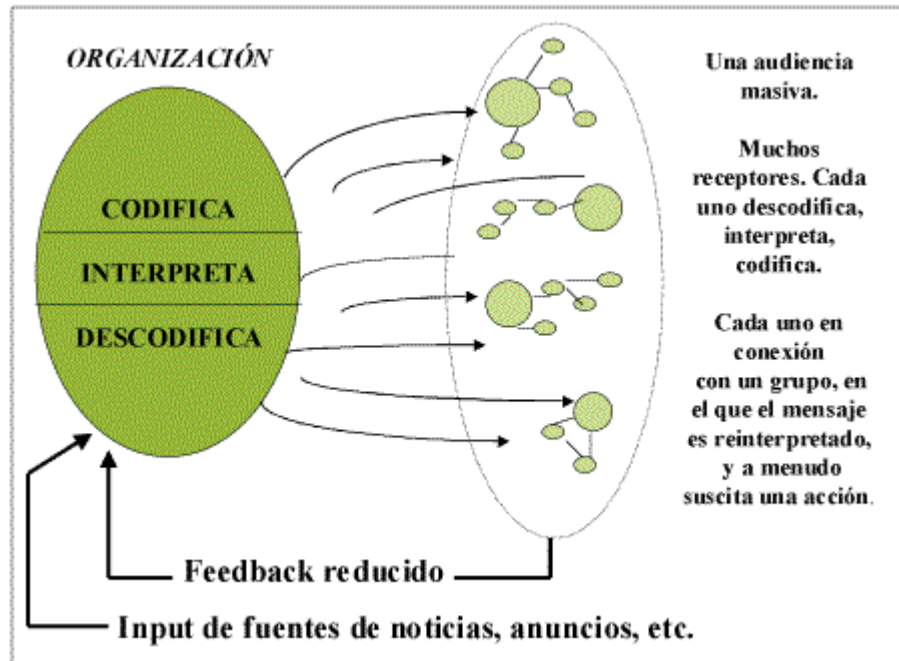 ORGANIZACIÓN
CODIFICA
INTERPRETA
DESCODIFICA
Una audiencia
masiva.
Muchos
receptores. Cada
uno descodifica,
interpreta,
codifica.
Cada uno en
conexión
con un grupo, en
el que el mensaje
es reinterpretado,
y a menudo
suscita una acción.
Feedback reducido
Input de fuentes de noticias, anuncios, etc.